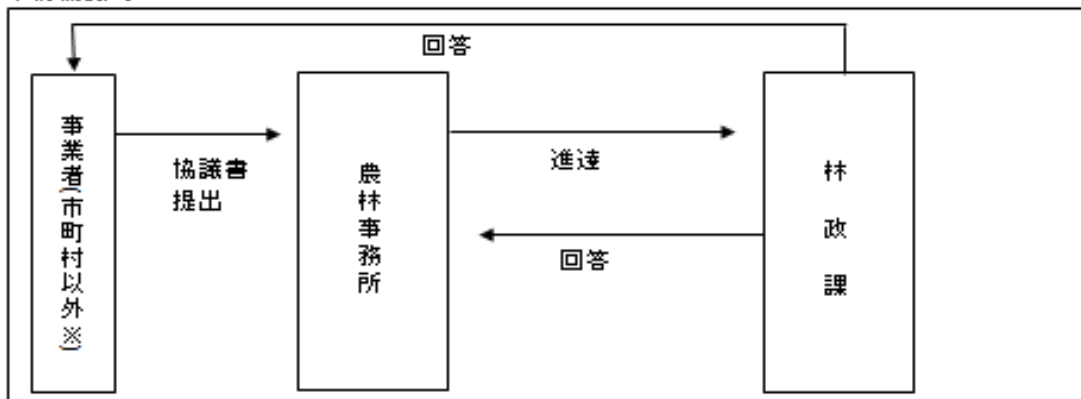 回答
事業者(市町村以外※)
協議書
提出
農林事務所
進達
回答
林政課